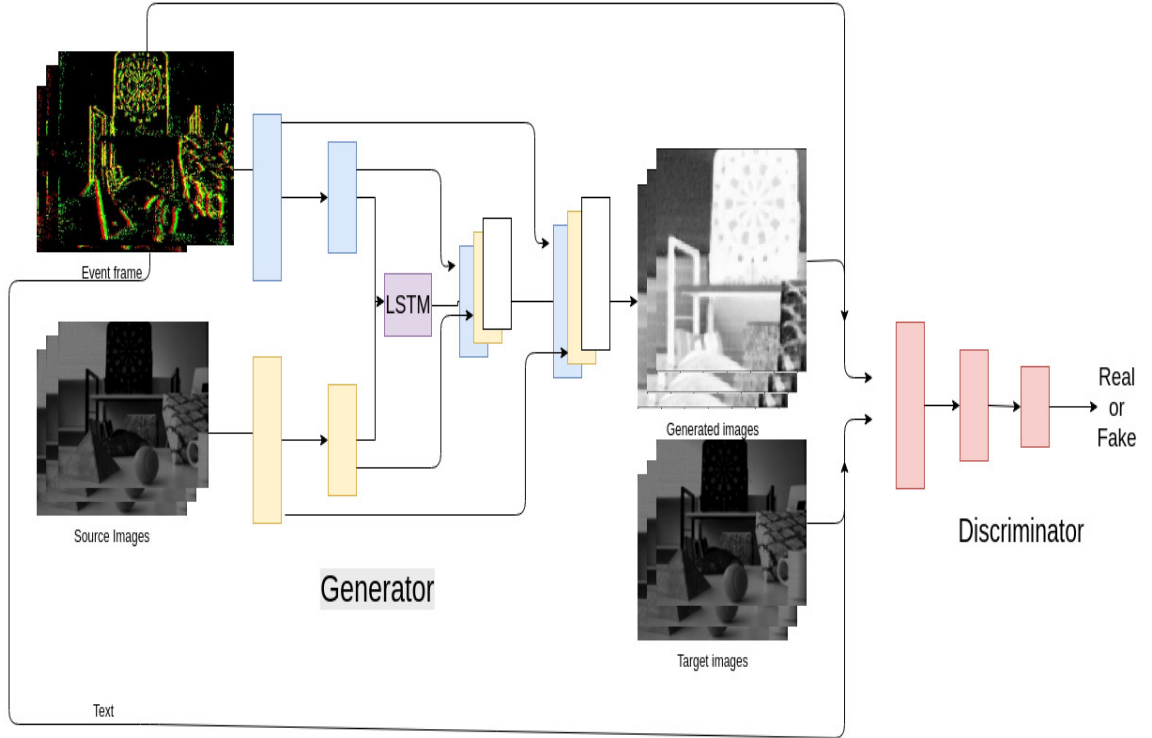 Event frame
LSTM
Source Images
Generated images
Real
or
Fake
Discriminator
Generator
Target images
Text